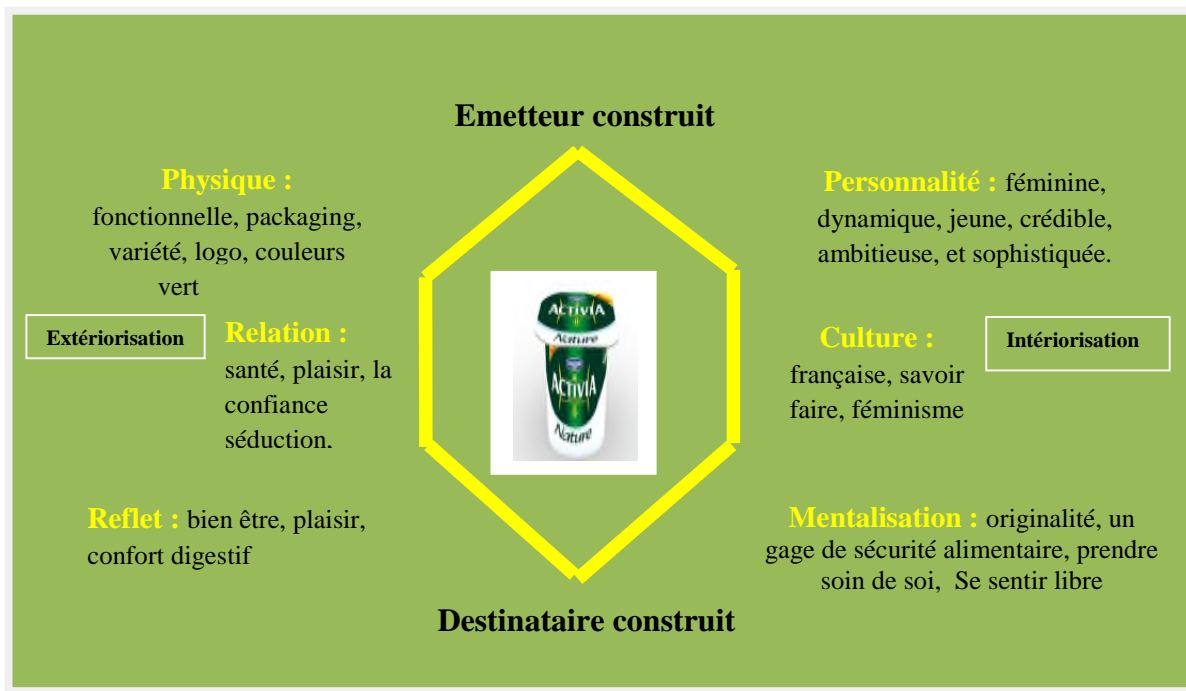 Emetteur construit
Physique :
fonctionnelle, packaging,
variété, logo, couleurs
vert
Personnalité : féminine,
dynamique, jeune, crédible,
ambitieuse, et sophistiquée.
Extériorisation
Relation :
santé, plaisir, la
confiance
séduction.
ACTIVIA
Nature
ACTIVIA
Nature
Culture :
française, savoir
faire, féminisme
Intériorisation
Reflet : bien être, plaisir,
confort digestif
Mentalisation : originalité, un
gage de sécurité alimentaire, prendre
soin de soi, Se sentir libre
Destinataire construit